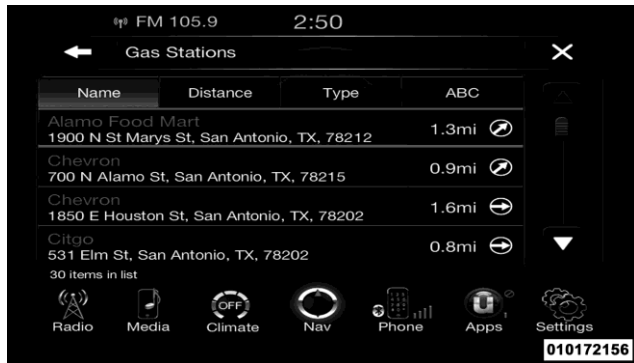 FM 105.9 2:50
Gas Stations
Name Distance Type ABC
Alamo Food Mart
1900 N St Marys St, San Antonio, TX, 78212 1.3mi
Chevron
700 N Alamo St, San Antonio, TX, 78215 0.9mi
Chevron
1850 E Houston St, San Antonio, TX, 78202 1.6mi
Citgo
531 Elm St, San Antonio, TX, 78202 0.8mi
30 items in list
OFF
Radio Media Climate Nav Phone Apps Settings
010172156